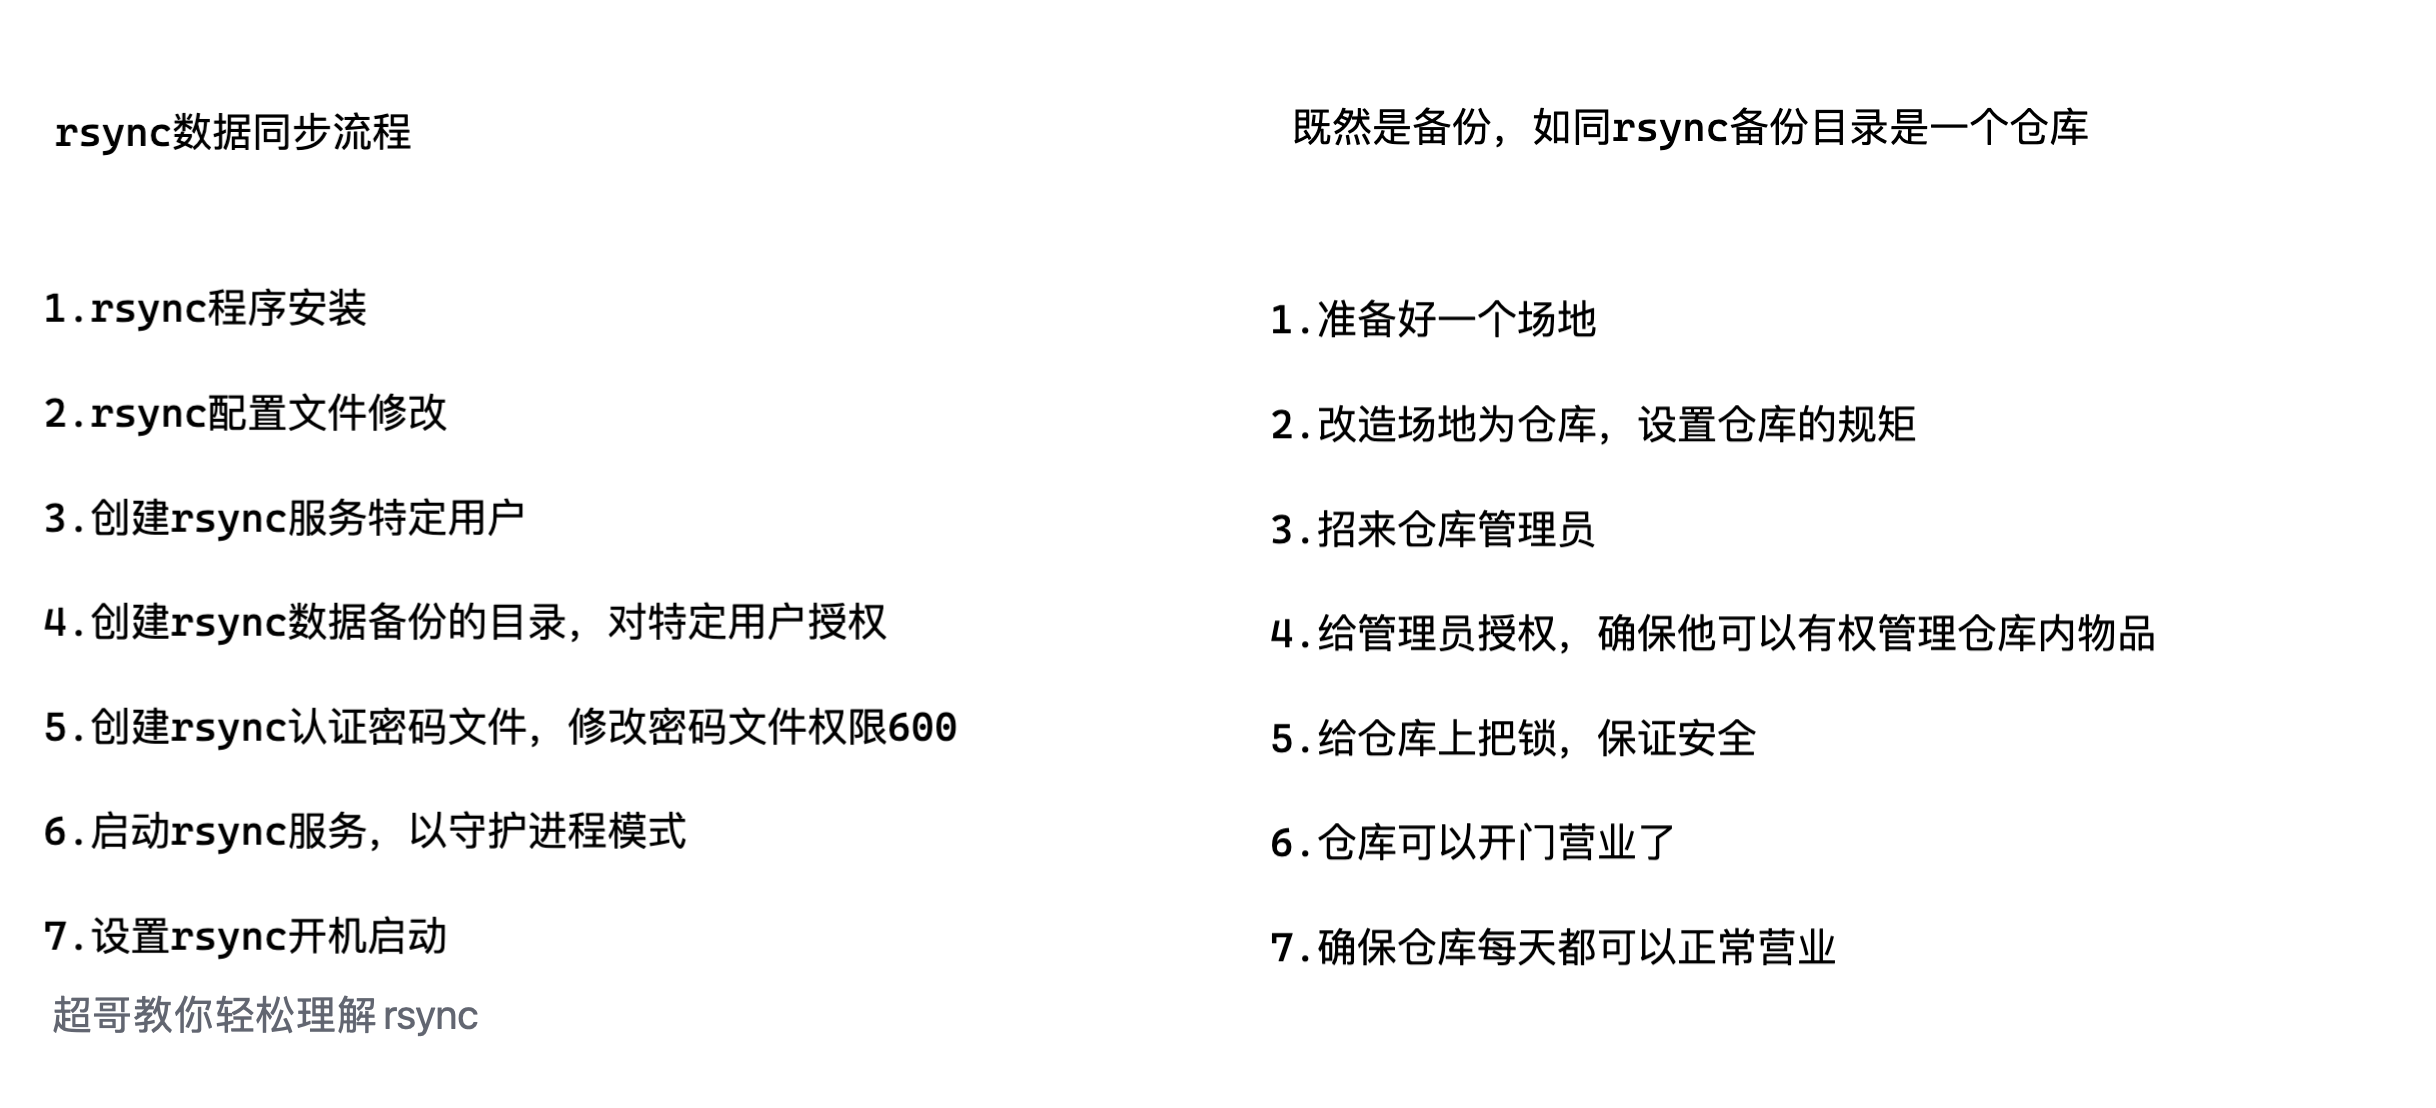 rsync数据同步流程
1.rsync程序安装
2.rsync配置文件修改
3.创建rsync服务特定用户
4.创建rsync数据备份的目录，对特定用户授权
5.创建rsync认证密码文件，修改密码文件权限600
6.启动rsync服务，以守护进程模式
7.设置rsync开机启动
超哥教你轻松理解 rsync
既然是备份，如同rsync备份目录是一个仓库
1.准备好一个场地
2.改造场地为仓库，设置仓库的规矩
3.招来仓库管理员
4.给管理员授权，确保他可以有权管理仓库内物品
5.给仓库上把锁，保证安全
6.仓库可以开门营业了
7.确保仓库每天都可以正常营业